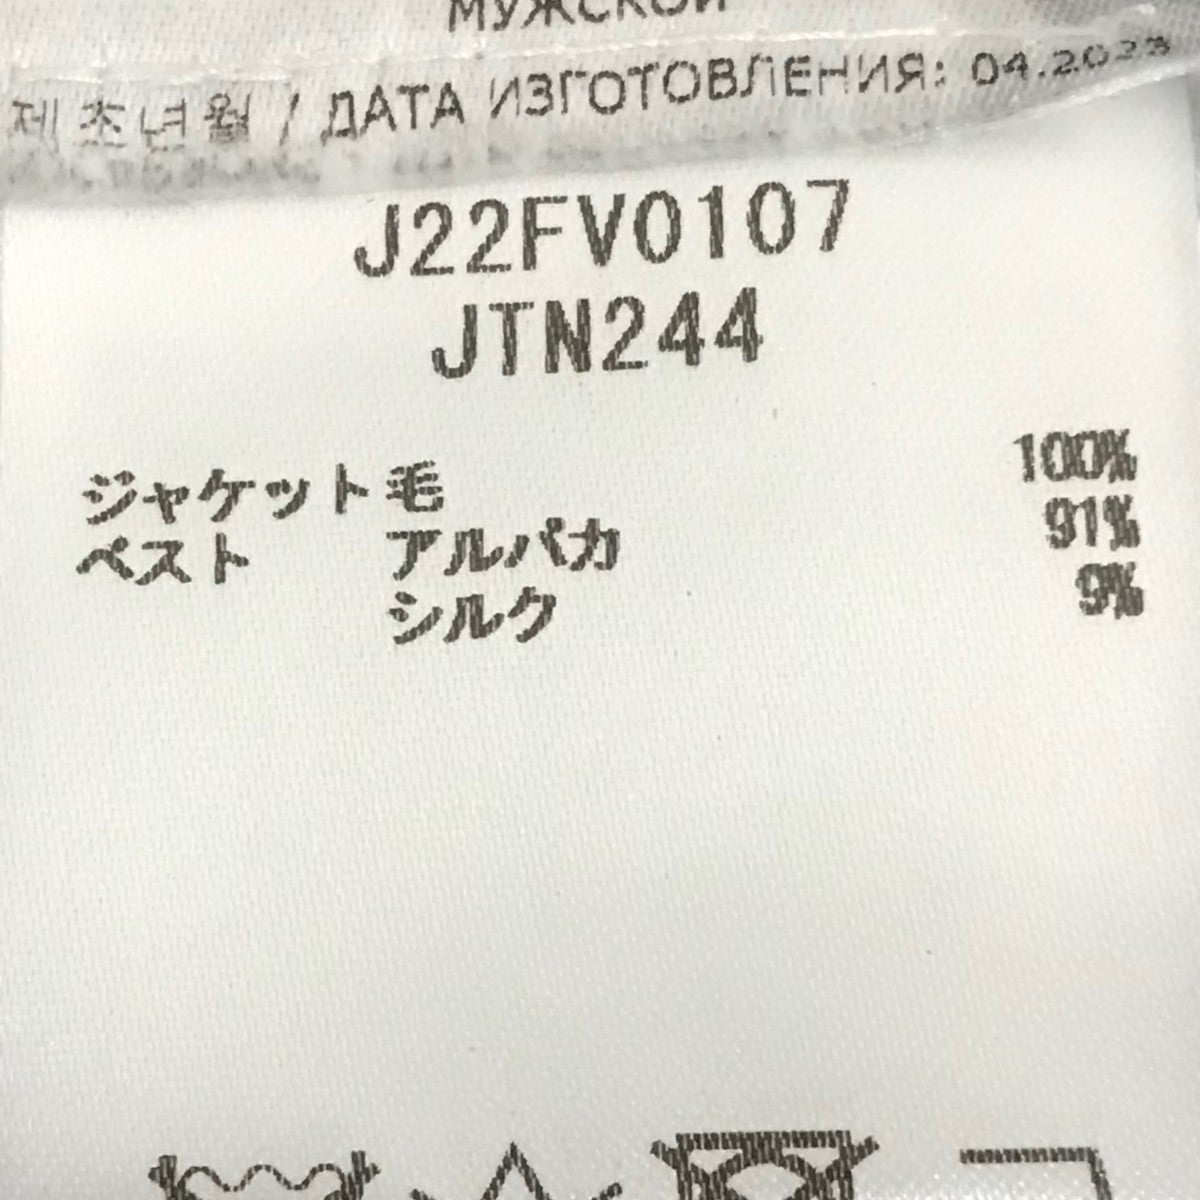 МУЖСКОЙ
제조년월 / ДАТА ИЗГОТОВЛЕНИЯ: 04.2023
J22FV0107
JTN244
ジャケット 毛 100%
ベスト アルパカ 91%
シルク 9%